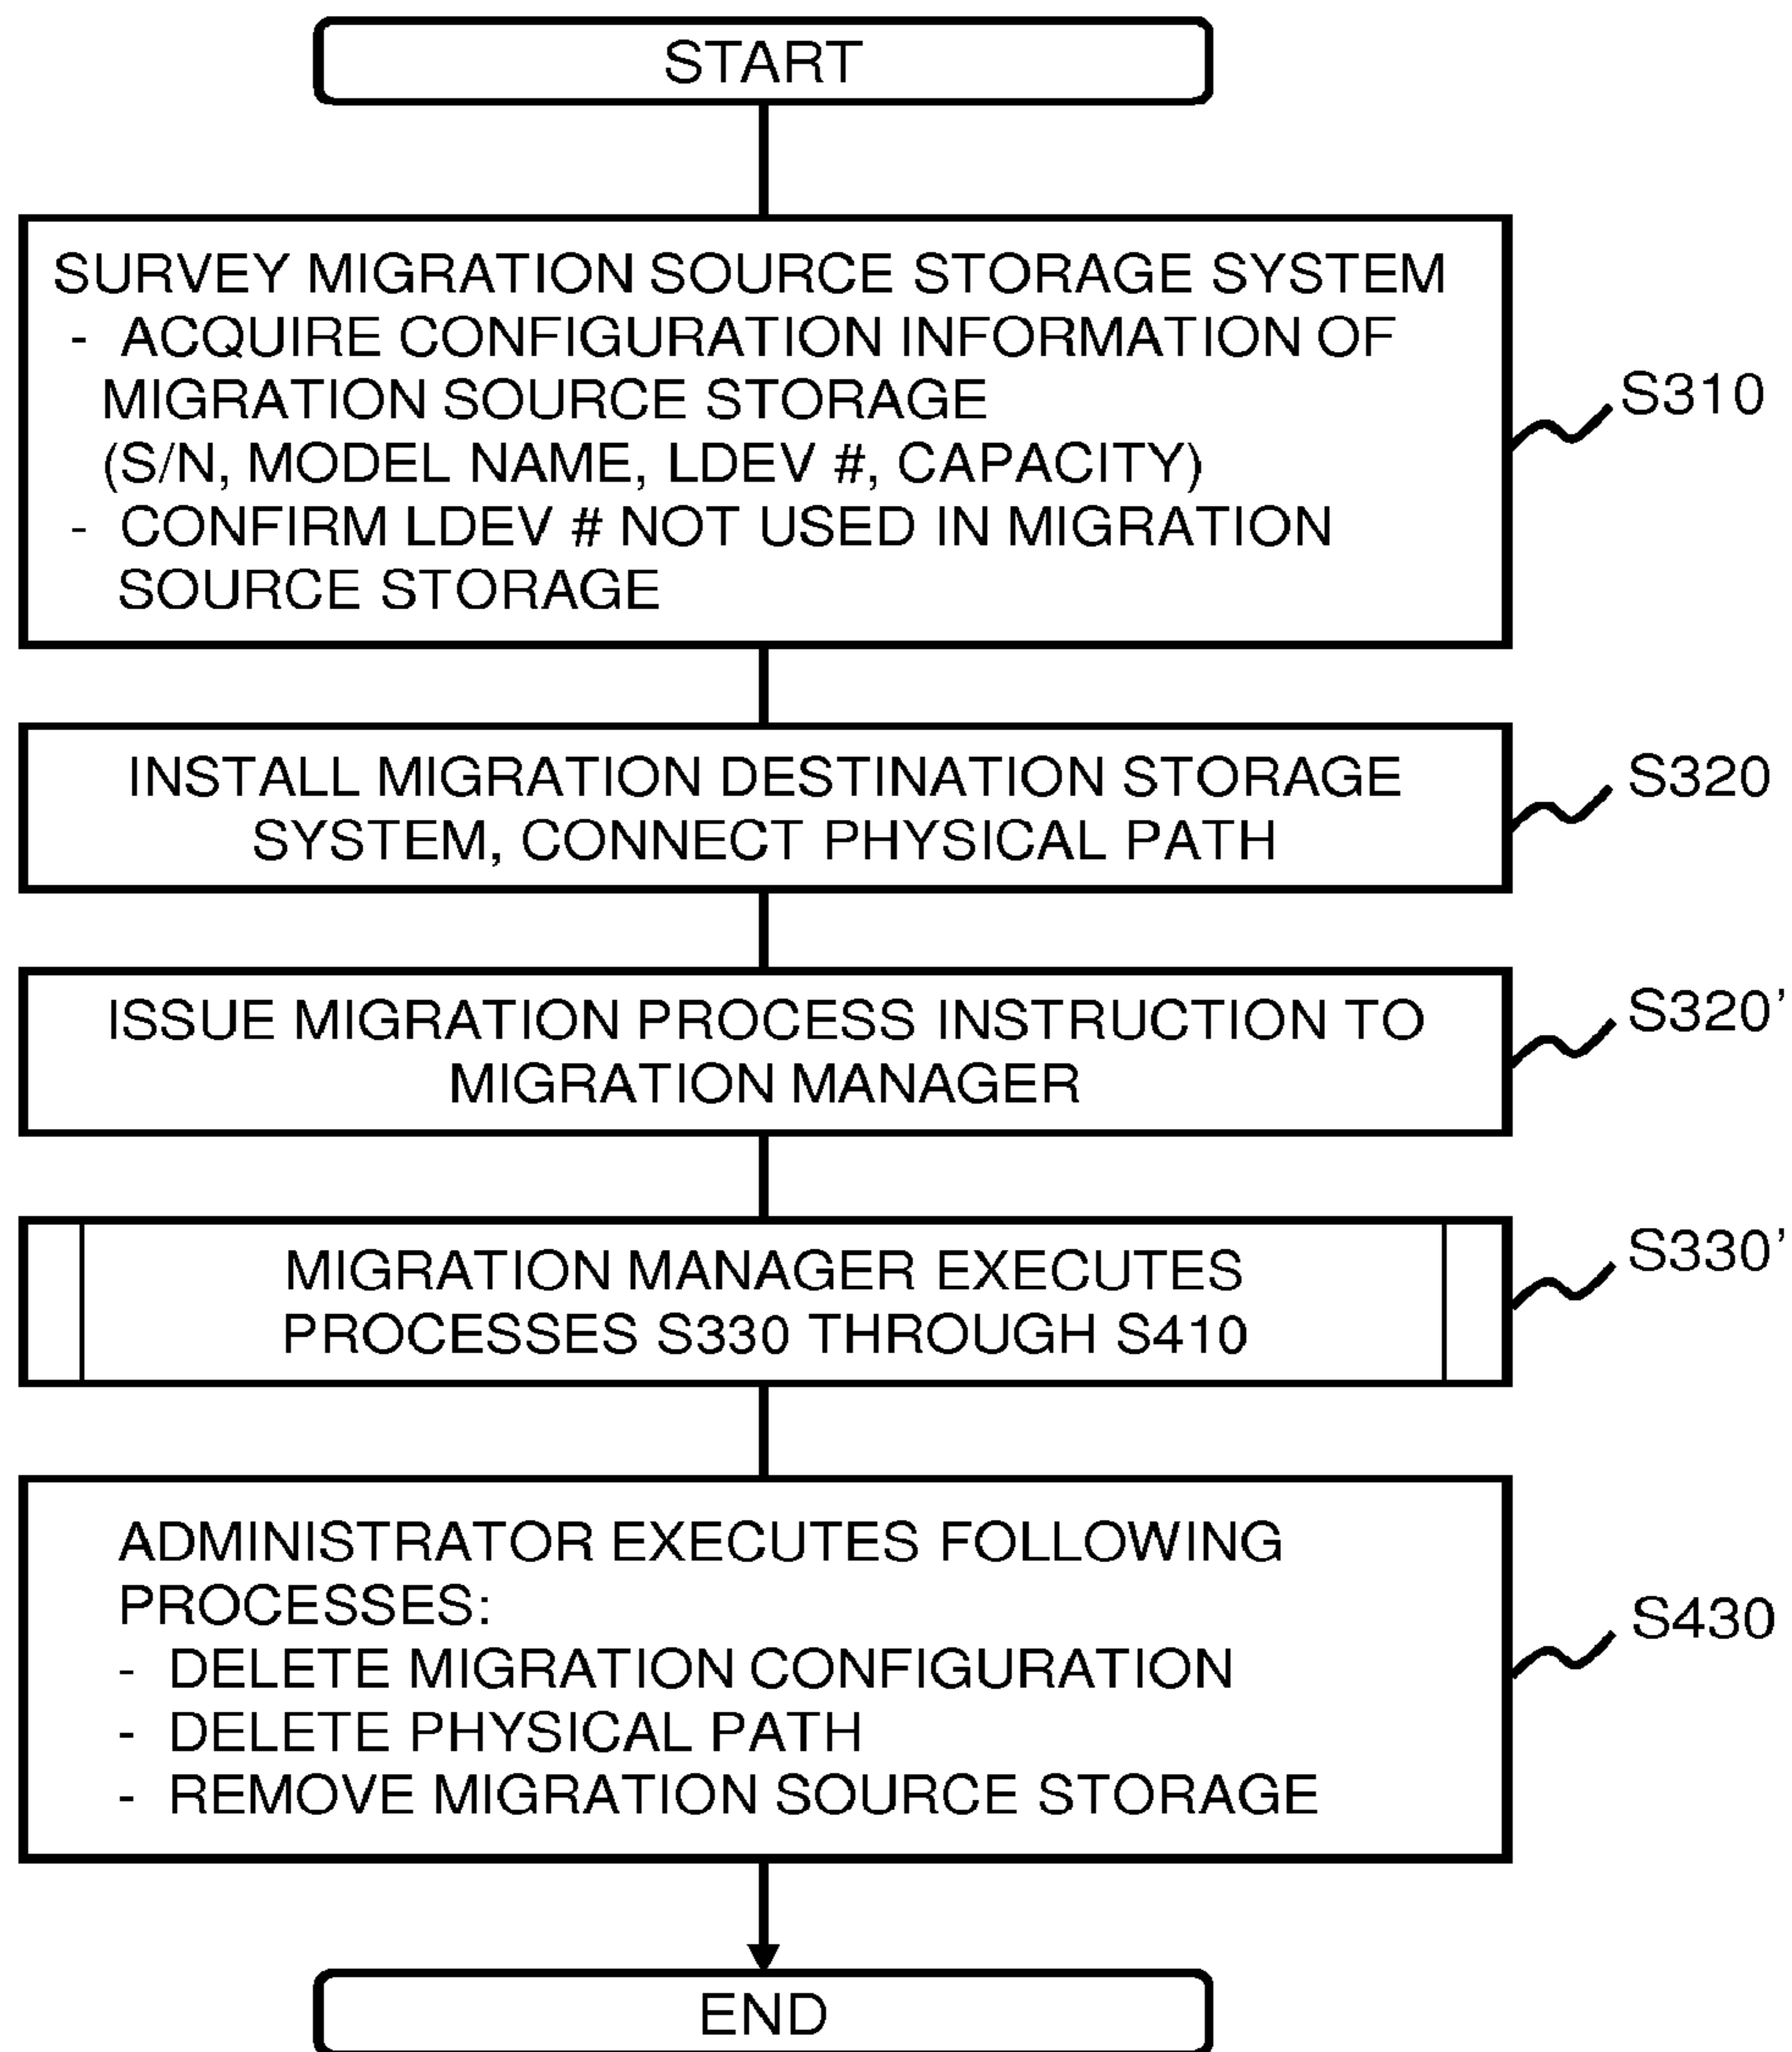 START
SURVEY MIGRATION SOURCE STORAGE SYSTEM
- ACQUIRE CONFIGURATION INFORMATION OF
MIGRATION SOURCE STORAGE
(S/N, MODEL NAME, LDEV #, CAPACITY)
- CONFIRM LDEV # NOT USED IN MIGRATION
SOURCE STORAGE
S310
INSTALL MIGRATION DESTINATION STORAGE
SYSTEM, CONNECT PHYSICAL PATH
S320
ISSUE MIGRATION PROCESS INSTRUCTION TO
MIGRATION MANAGER
S320'
MIGRATION MANAGER EXECUTES
PROCESSES S330 THROUGH S410
S330'
ADMINISTRATOR EXECUTES FOLLOWING
PROCESSES:
- DELETE MIGRATION CONFIGURATION
- DELETE PHYSICAL PATH
- REMOVE MIGRATION SOURCE STORAGE
S430
END